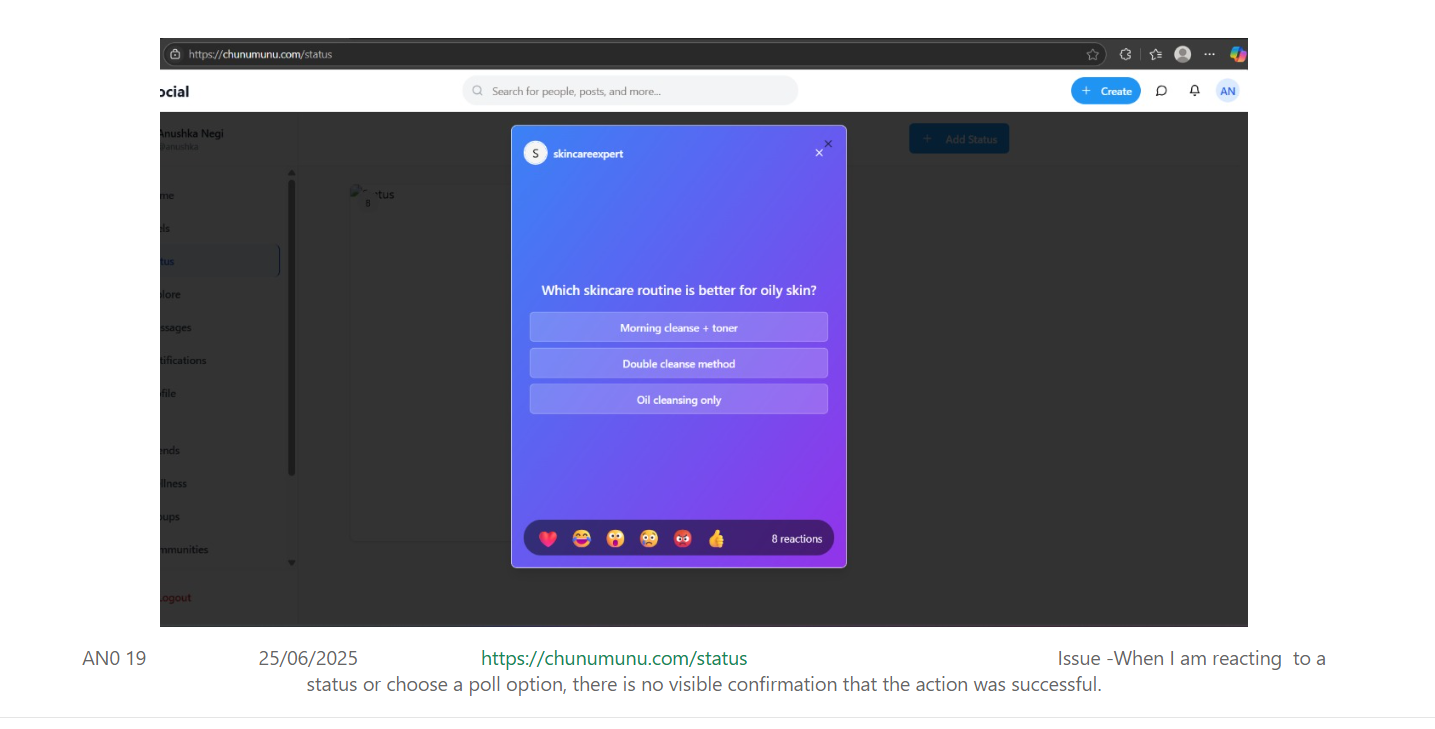 https://chunumunu.com/status
ocial
Search for people, posts, and more...
+ Create
AN
Anushka Negi
@anushka
+ Add Status
S skincareexpert
me
els
tus
tus
8
lore
ssages
tifications
file
ends
llness
oups
mmunities
ogout
Which skincare routine is better for oily skin?
Morning cleanse + toner
Double cleanse method
Oil cleansing only
8 reactions
AN0 19 25/06/2025 https://chunumunu.com/status Issue -When I am reacting to a
status or choose a poll option, there is no visible confirmation that the action was successful.